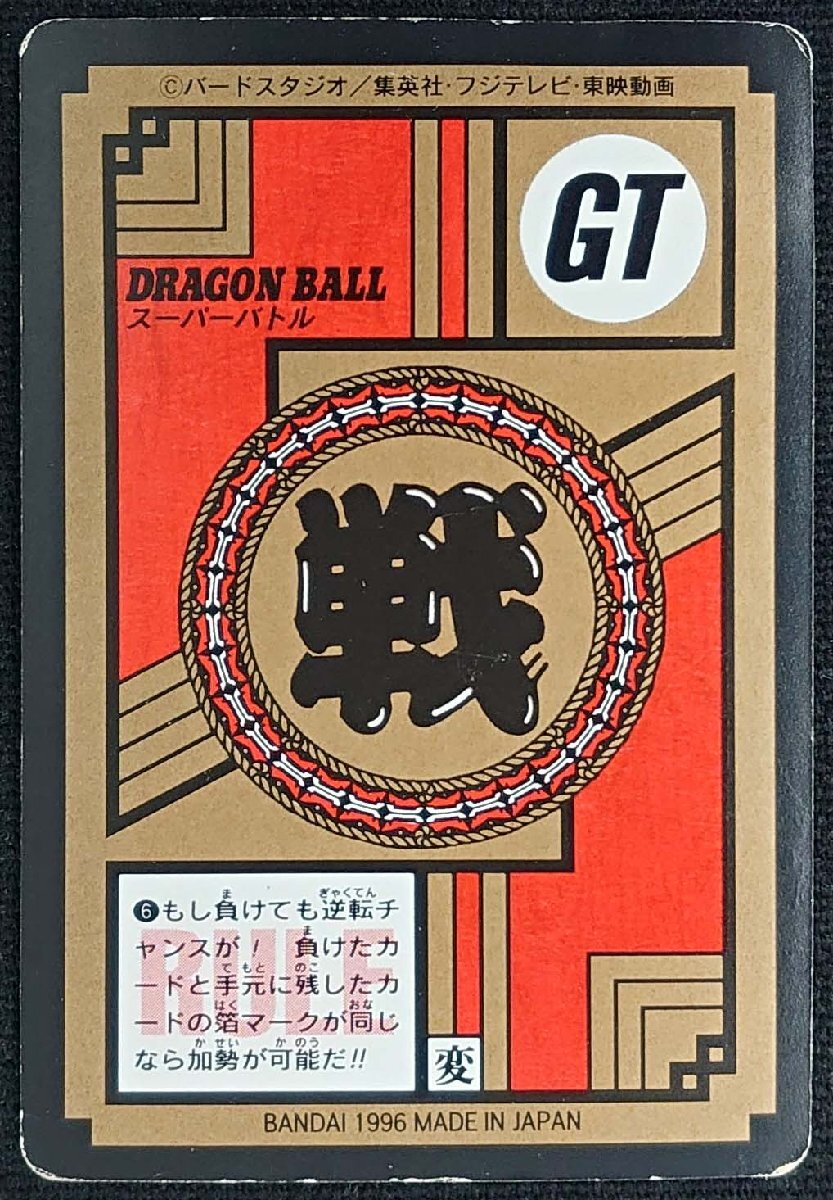 ©バードスタジオ／集英社・フジテレビ・東映動画
GT
DRAGON BALL
スーパーバトル
戦
RULE
❻もし負けても逆転チ
ャンスが！ 負けたカ
ードと手元に残したカ
ードの箔マークが同じ
なら加勢が可能だ!!
変
BANDAI 1996 MADE IN JAPAN